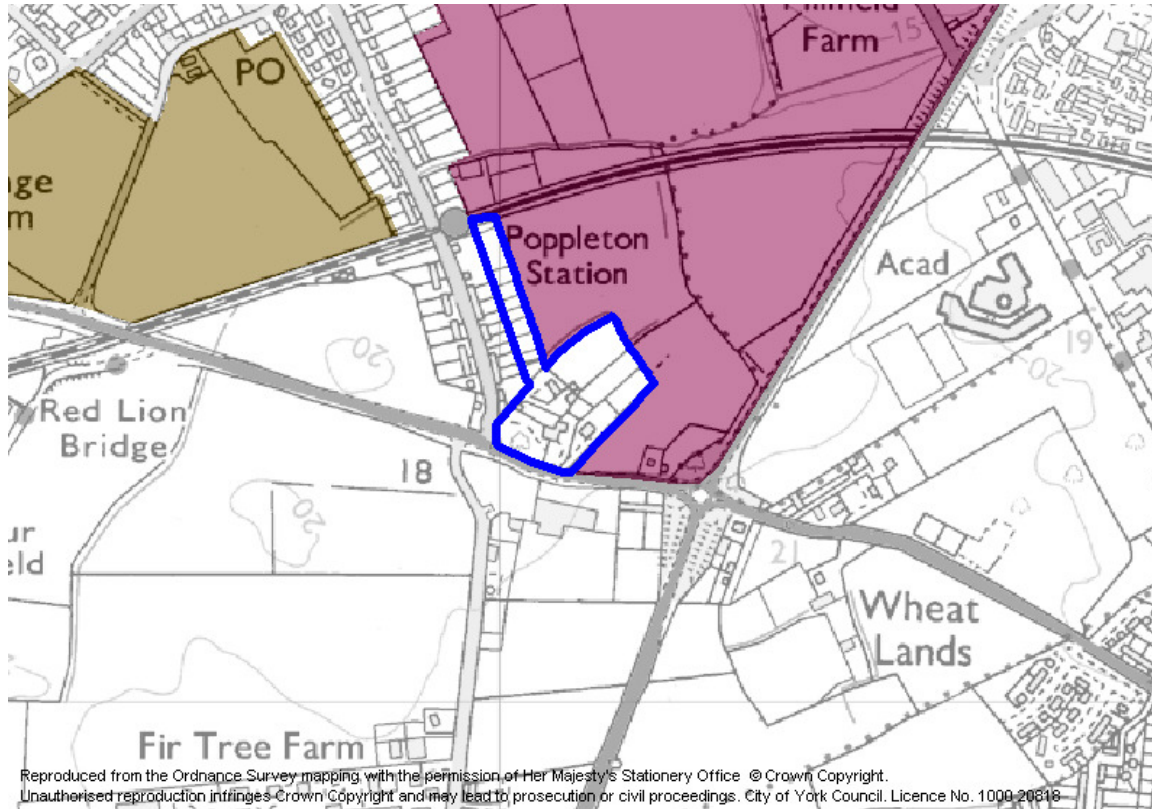 Farm
15
PO
Poppleton
Station
Acad
20
19
20
Red Lion
Bridge
18
20
21
Wheat
Lands
Fir Tree Farm
Reproduced from the Ordnance Survey mapping with the permission of Her Majesty's Stationery Office © Crown Copyright.
Unauthorised reproduction infringes Crown Copyright and may lead to prosecution or civil proceedings. City of York Council. Licence No. 1000 20818